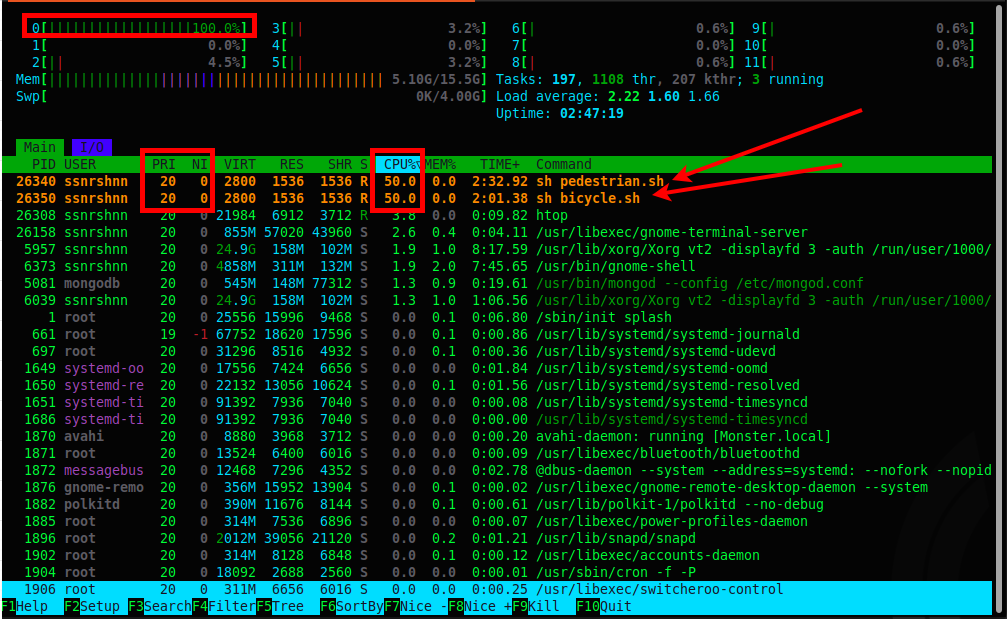 0[||||||||||||||||||100.0%] 3[|| 3.2%] 6[| 0.6%] 9[| 0.6%]
1[ 0.0%] 4[ 0.0%] 7[ 0.0%] 10[ 0.0%]
2[|| 4.5%] 5[|| 3.2%] 8[| 0.6%] 11[| 0.6%]
Mem[||||||||||||||||||||||||||||||||||||||||| 5.10G/15.5G] Tasks: 197, 1108 thr, 207 kthr; 3 running
Swp[ 0K/4.00G] Load average: 2.22 1.60 1.66
Uptime: 02:47:19
Main I/O
PID USER PRI NI VIRT RES SHR S CPU%▽MEM% TIME+ Command
26340 ssnrshnn 20 0 2800 1536 1536 R 50.0 0.0 2:32.92 sh pedestrian.sh
26350 ssnrshnn 20 0 2800 1536 1536 R 50.0 0.0 2:01.38 sh bicycle.sh
26308 ssnrshnn 20 0 21984 6912 3712 R 3.8 0.0 0:09.82 htop
26158 ssnrshnn 20 0 855M 57020 43960 S 2.6 0.4 0:04.11 /usr/libexec/gnome-terminal-server
5957 ssnrshnn 20 0 24.9G 158M 102M S 1.9 1.0 8:17.59 /usr/lib/xorg/Xorg vt2 -displayfd 3 -auth /run/user/1000/
6373 ssnrshnn 20 0 4858M 311M 132M S 1.9 2.0 7:45.65 /usr/bin/gnome-shell
5081 mongodb 20 0 545M 148M 77312 S 1.3 0.9 0:19.61 /usr/bin/mongod --config /etc/mongod.conf
6039 ssnrshnn 20 0 24.9G 158M 102M S 1.3 1.0 1:06.56 /usr/lib/xorg/Xorg vt2 -displayfd 3 -auth /run/user/1000/
1 root 20 0 25556 15996 9468 S 0.0 0.1 0:06.80 /sbin/init splash
661 root 19 -1 67752 18620 17596 S 0.0 0.1 0:00.86 /usr/lib/systemd/systemd-journald
697 root 20 0 31296 8516 4932 S 0.0 0.1 0:00.36 /usr/lib/systemd/systemd-udevd
1649 systemd-oo 20 0 17556 7424 6656 S 0.0 0.0 0:01.84 /usr/lib/systemd/systemd-oomd
1650 systemd-re 20 0 22132 13056 10624 S 0.0 0.1 0:01.56 /usr/lib/systemd/systemd-resolved
1651 systemd-ti 20 0 91392 7936 7040 S 0.0 0.0 0:00.28 /usr/lib/systemd/systemd-timesyncd
1686 systemd-ti 20 0 91392 7936 7040 S 0.0 0.0 0:00.00 /usr/lib/systemd/systemd-timesyncd
1870 avahi 20 0 8880 3968 3712 S 0.0 0.0 0:00.20 avahi-daemon: running [Monster.local]
1871 root 20 0 13524 6400 6016 S 0.0 0.0 0:00.09 /usr/libexec/bluetooth/bluetoothd
1872 messagebus 20 0 12468 7296 4352 S 0.0 0.0 0:02.78 @dbus-daemon --system --address=systemd: --nofork --nopid
1876 gnome-remo 20 0 356M 15952 13904 S 0.0 0.1 0:00.02 /usr/libexec/gnome-remote-desktop-daemon --system
1882 polkitd 20 0 390M 11676 8144 S 0.0 0.1 0:00.61 /usr/lib/polkit-1/polkitd --no-debug
1885 root 20 0 314M 7536 6896 S 0.0 0.0 0:00.07 /usr/libexec/power-profiles-daemon
1896 root 20 0 2012M 39056 21120 S 0.0 0.2 0:01.21 /usr/lib/snapd/snapd
1902 root 20 0 314M 8128 6848 S 0.0 0.1 0:00.12 /usr/libexec/accounts-daemon
1904 root 20 0 18092 2688 2560 S 0.0 0.0 0:00.01 /usr/sbin/cron -f -P
1906 root 20 0 311M 6656 6016 S 0.0 0.0 0:00.25 /usr/libexec/switcheroo-control
F1Help F2Setup F3SearchF4FilterF5Tree F6SortByF7Nice -F8Nice +F9Kill F10Quit